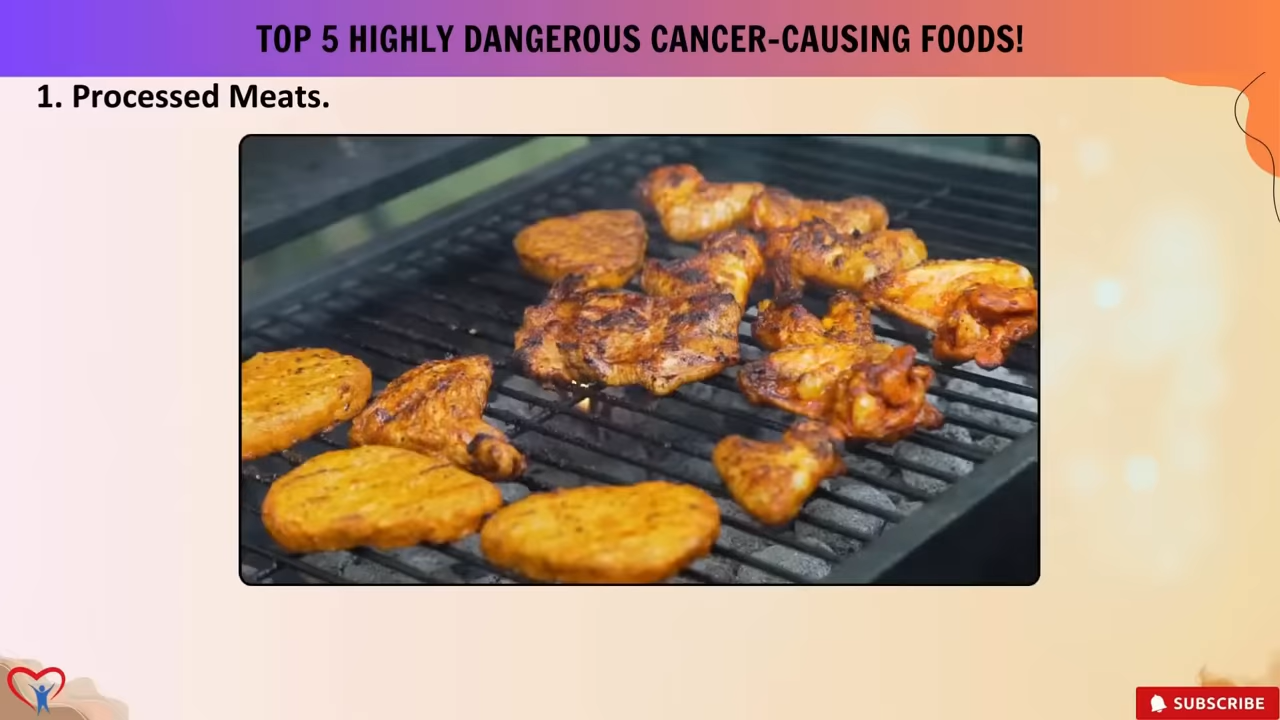 TOP 5 HIGHLY DANGEROUS CANCER-CAUSING FOODS!
1. Processed Meats.
SUBSCRIBE